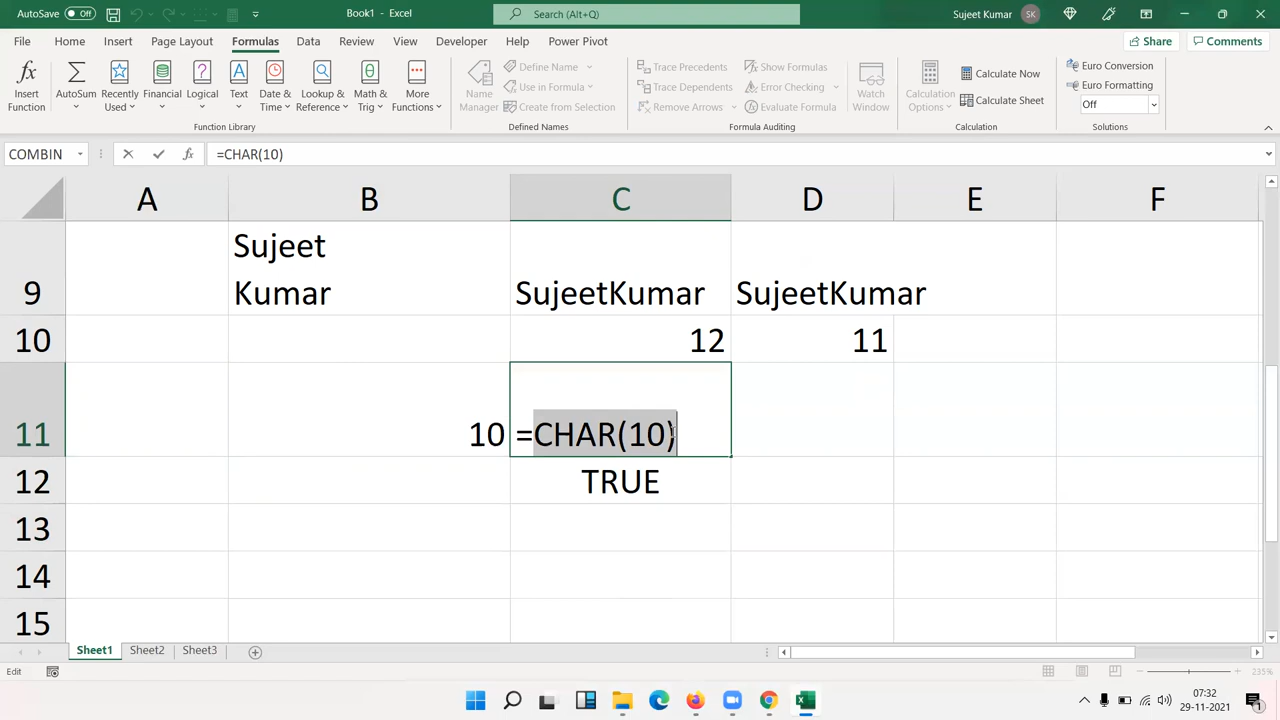 AutoSave Off Book1 - Excel Search (Alt+Q) Sujeet Kumar SK
File Home Insert Page Layout Formulas Data Review View Developer Help Power Pivot Share Comments
Insert Function
AutoSum
Recently Used
Financial
Logical
Text
Date & Time
Lookup & Reference
Math & Trig
More Functions
Function Library
Name Manager
Define Name
Use in Formula
Create from Selection
Defined Names
Trace Precedents
Trace Dependents
Remove Arrows
Show Formulas
Error Checking
Evaluate Formula
Formula Auditing
Watch Window
Calculation Options
Calculate Now
Calculate Sheet
Calculation
Euro Conversion
Euro Formatting
Off
Solutions
COMBIN fx =CHAR(10)
A B C D E F
Sujeet
9 Kumar SujeetKumar SujeetKumar
10 12 11
11 10 =CHAR(10)
12 TRUE
13
14
15
Sheet1 Sheet2 Sheet3
Edit 235%
07:32
29-11-2021